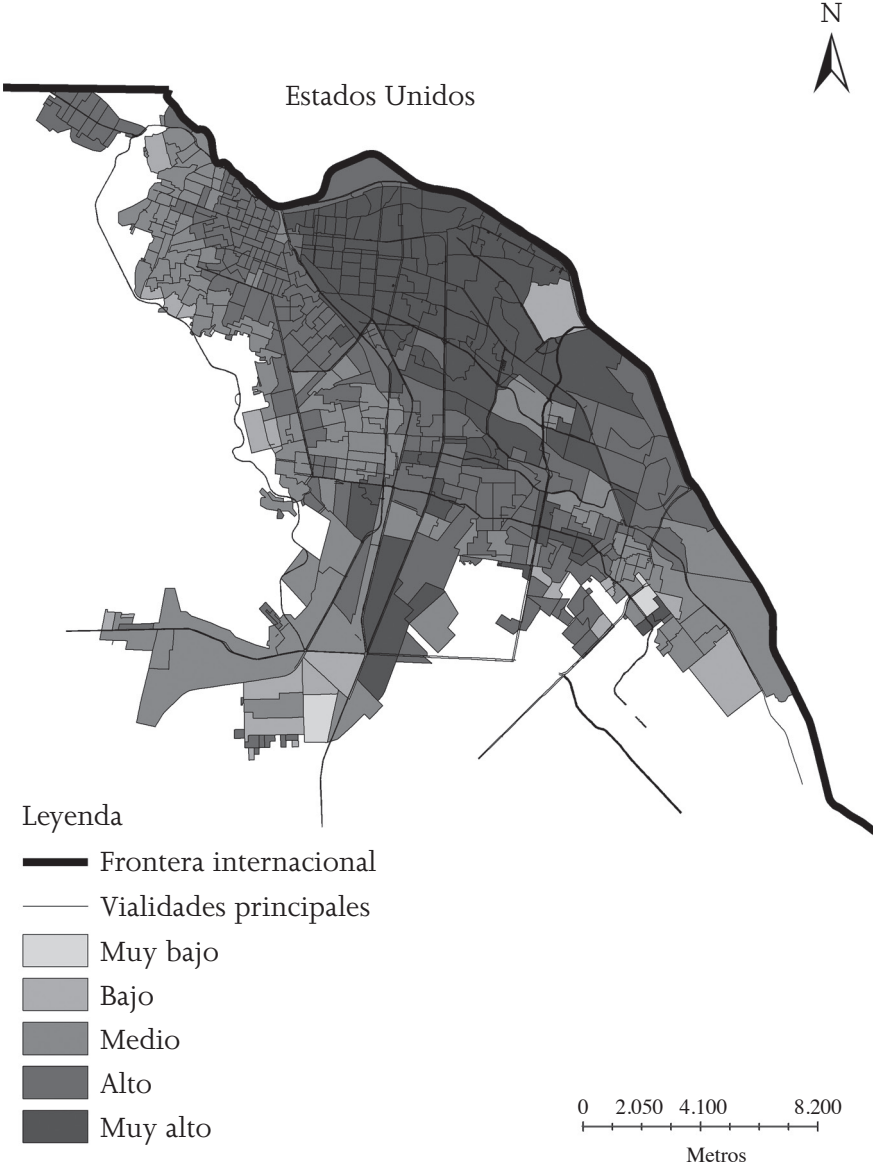 N
Estados Unidos
Leyenda
Frontera internacional
Vialidades principales
Muy bajo
Bajo
Medio
Alto
Muy alto
0 2.050 4.100 8.200
Metros